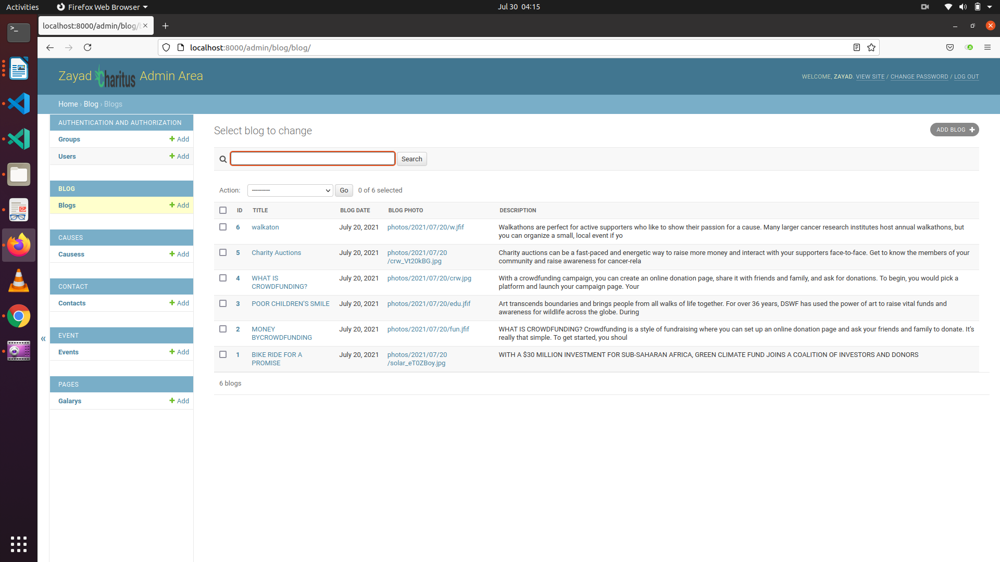 Activities
Firefox Web Browser
Jul 30 04:15
localhost:8000/admin/blog/
localhost:8000/admin/blog/blog/
Zayad Charitus Admin Area
WELCOME, ZAYAD. VIEW SITE / CHANGE PASSWORD / LOG OUT
Home › Blog › Blogs
AUTHENTICATION AND AUTHORIZATION
Groups
Add
Users
Add
BLOG
Blogs
Add
CAUSES
Causess
Add
CONTACT
Contacts
Add
EVENT
Events
Add
PAGES
Galarys
Add
«
Select blog to change
ADD BLOG
Search
Action:
---------
Go
0 of 6 selected
ID TITLE BLOG DATE BLOG PHOTO DESCRIPTION
6 walkaton July 20, 2021 photos/2021/07/20/w.jfif Walkathons are perfect for active supporters who like to show their passion for a cause. Many larger cancer research institutes host annual walkathons, but
you can organize a small, local event if yo
5 Charity Auctions July 20, 2021 photos/2021/07/20 Charity auctions can be a fast-paced and energetic way to raise more money and interact with your supporters face-to-face. Get to know the members of your
/crw_Vt20kBG.jpg community and raise awareness for cancer-rela
4 WHAT IS July 20, 2021 photos/2021/07/20/crw.jpg With a crowdfunding campaign, you can create an online donation page, share it with friends and family, and ask for donations. To begin, you would pick a
CROWDFUNDING? platform and launch your campaign page. Your
3 POOR CHILDREN'S SMILE July 20, 2021 photos/2021/07/20/edu.jfif Art transcends boundaries and brings people from all walks of life together. For over 36 years, DSWF has used the power of art to raise vital funds and
awareness for wildlife across the globe. During
2 MONEY July 20, 2021 photos/2021/07/20/fun.jfif WHAT IS CROWDFUNDING? Crowdfunding is a style of fundraising where you can set up an online donation page and ask your friends and family to donate. It's
BYCROWDFUNDING really that simple. To get started, you shoul
1 BIKE RIDE FOR A July 20, 2021 photos/2021/07/20 WITH A $30 MILLION INVESTMENT FOR SUB-SAHARAN AFRICA, GREEN CLIMATE FUND JOINS A COALITION OF INVESTORS AND DONORS
PROMISE /solar_eT0ZBoy.jpg
6 blogs